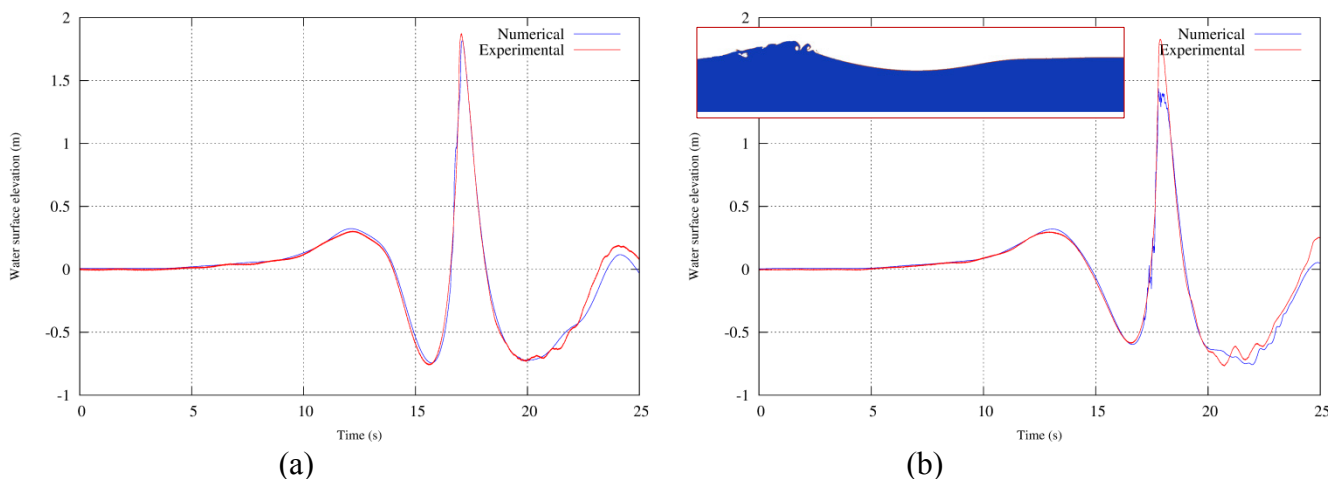 2
1.5
1
0.5
0
-0.5
-1
Water surface elevation (m)
Numerical
Experimental
0 5 10 15 20 25
Time (s)
(a)
2
1.5
1
0.5
0
-0.5
-1
Water surface elevation (m)
Numerical
Experimental
0 5 10 15 20 25
Time (s)
(b)